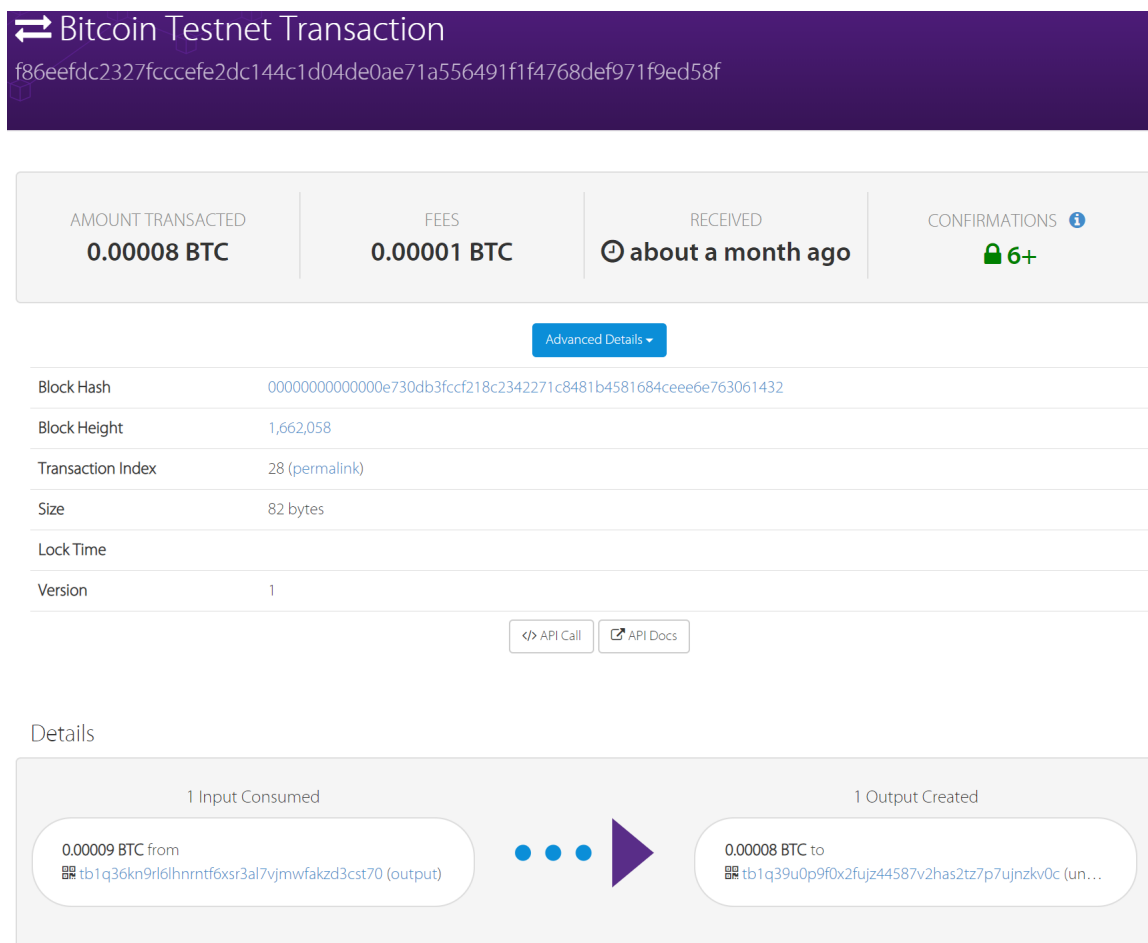 Bitcoin Testnet Transaction
f86eefdc2327fcccefe2dc144c1d04de0ae71a556491f1f4768def971f9ed58f
AMOUNT TRANSACTED
0.00008 BTC
FEES
0.00001 BTC
RECEIVED
about a month ago
CONFIRMATIONS
6+
Advanced Details
Block Hash 00000000000000e730db3fccf218c2342271c8481b4581684ceee6e763061432
Block Height 1,662,058
Transaction Index 28 (permalink)
Size 82 bytes
Lock Time
Version 1
</> API Call API Docs
Details
1 Input Consumed
0.00009 BTC from
tb1q36kn9rl6lhnrntf6xsr3al7vjmwfakzd3cst70 (output)
1 Output Created
0.00008 BTC to
tb1q39u0p9f0x2fujz44587v2has2tz7p7ujnzkv0c (un...